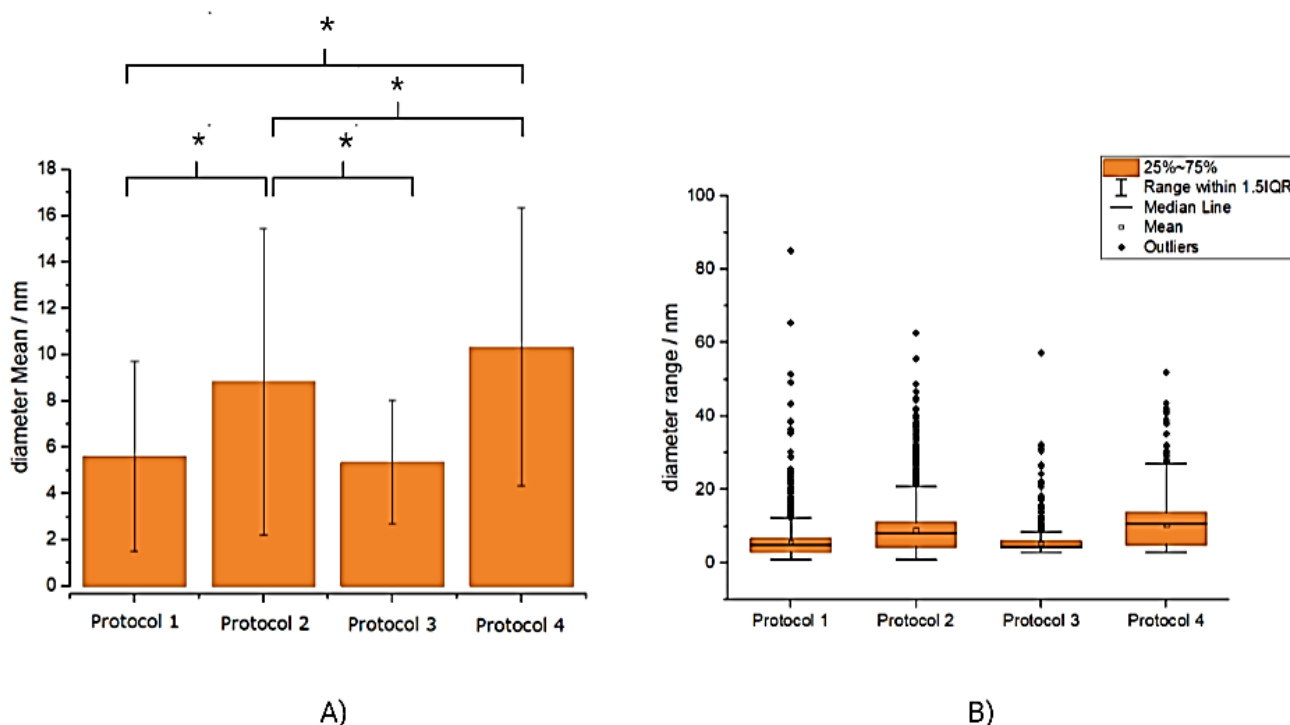 *
*
* *
18
16
14
12
10
8
6
4
2
0
diameter Mean / nm
Protocol 1 Protocol 2 Protocol 3 Protocol 4
A)
25%~75%
Range within 1.5IQR
Median Line
Mean
Outliers
100
80
60
40
20
0
diameter range / nm
Protocol 1 Protocol 2 Protocol 3 Protocol 4
B)